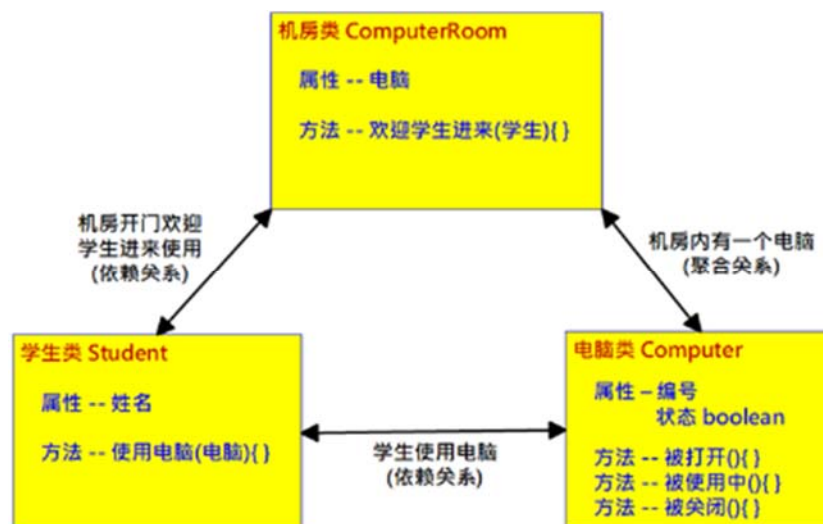 机房类 ComputerRoom
属性 -- 电脑
方法 -- 欢迎学生进来(学生){ }
机房开门欢迎
学生进来使用
(依赖关系)
机房内有一个电脑
(聚合关系)
学生类 Student
属性 -- 姓名
方法 -- 使用电脑(电脑){ }
学生使用电脑
(依赖关系)
电脑类 Computer
属性 – 编号
状态 boolean
方法 -- 被打开(){ }
方法 -- 被使用中(){ }
方法 -- 被关闭(){ }